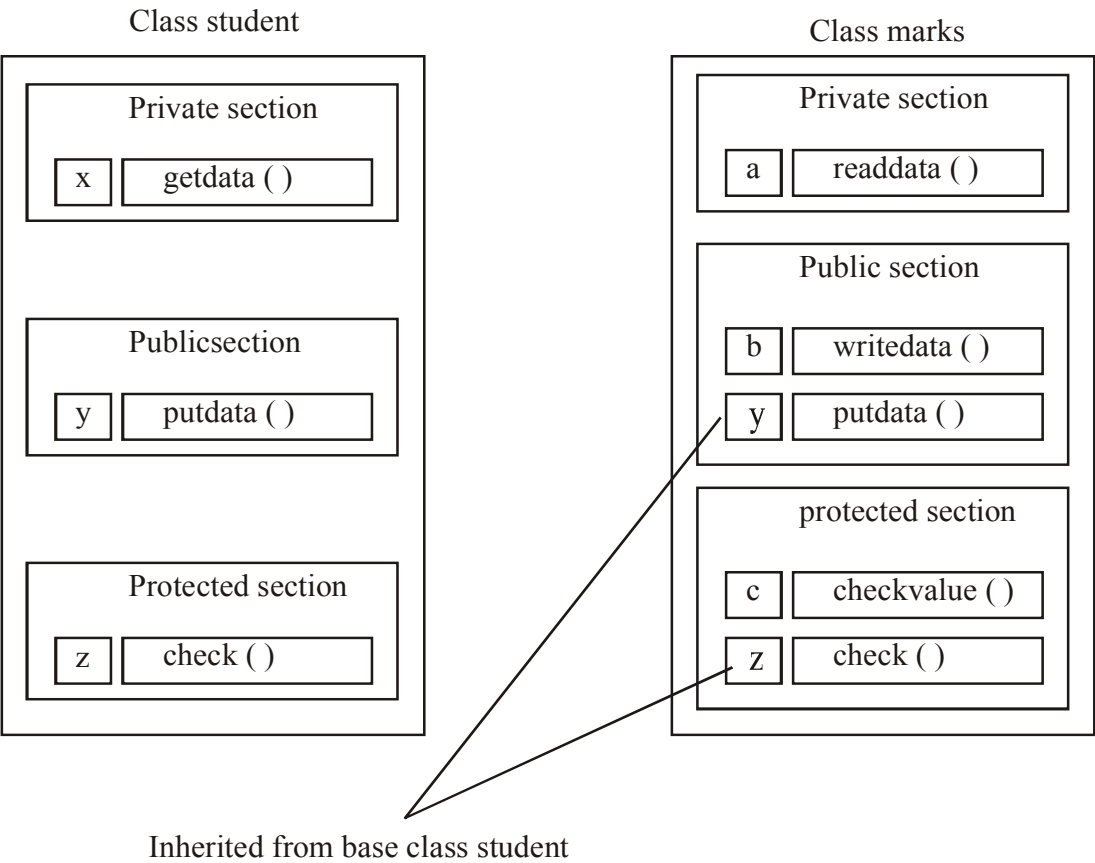 Class student
Private section
x getdata ( )
Publicsection
y putdata ( )
Protected section
z check ( )
Class marks
Private section
a readdata ( )
Public section
b writedata ( )
y putdata ( )
protected section
c checkvalue ( )
z check ( )
Inherited from base class student